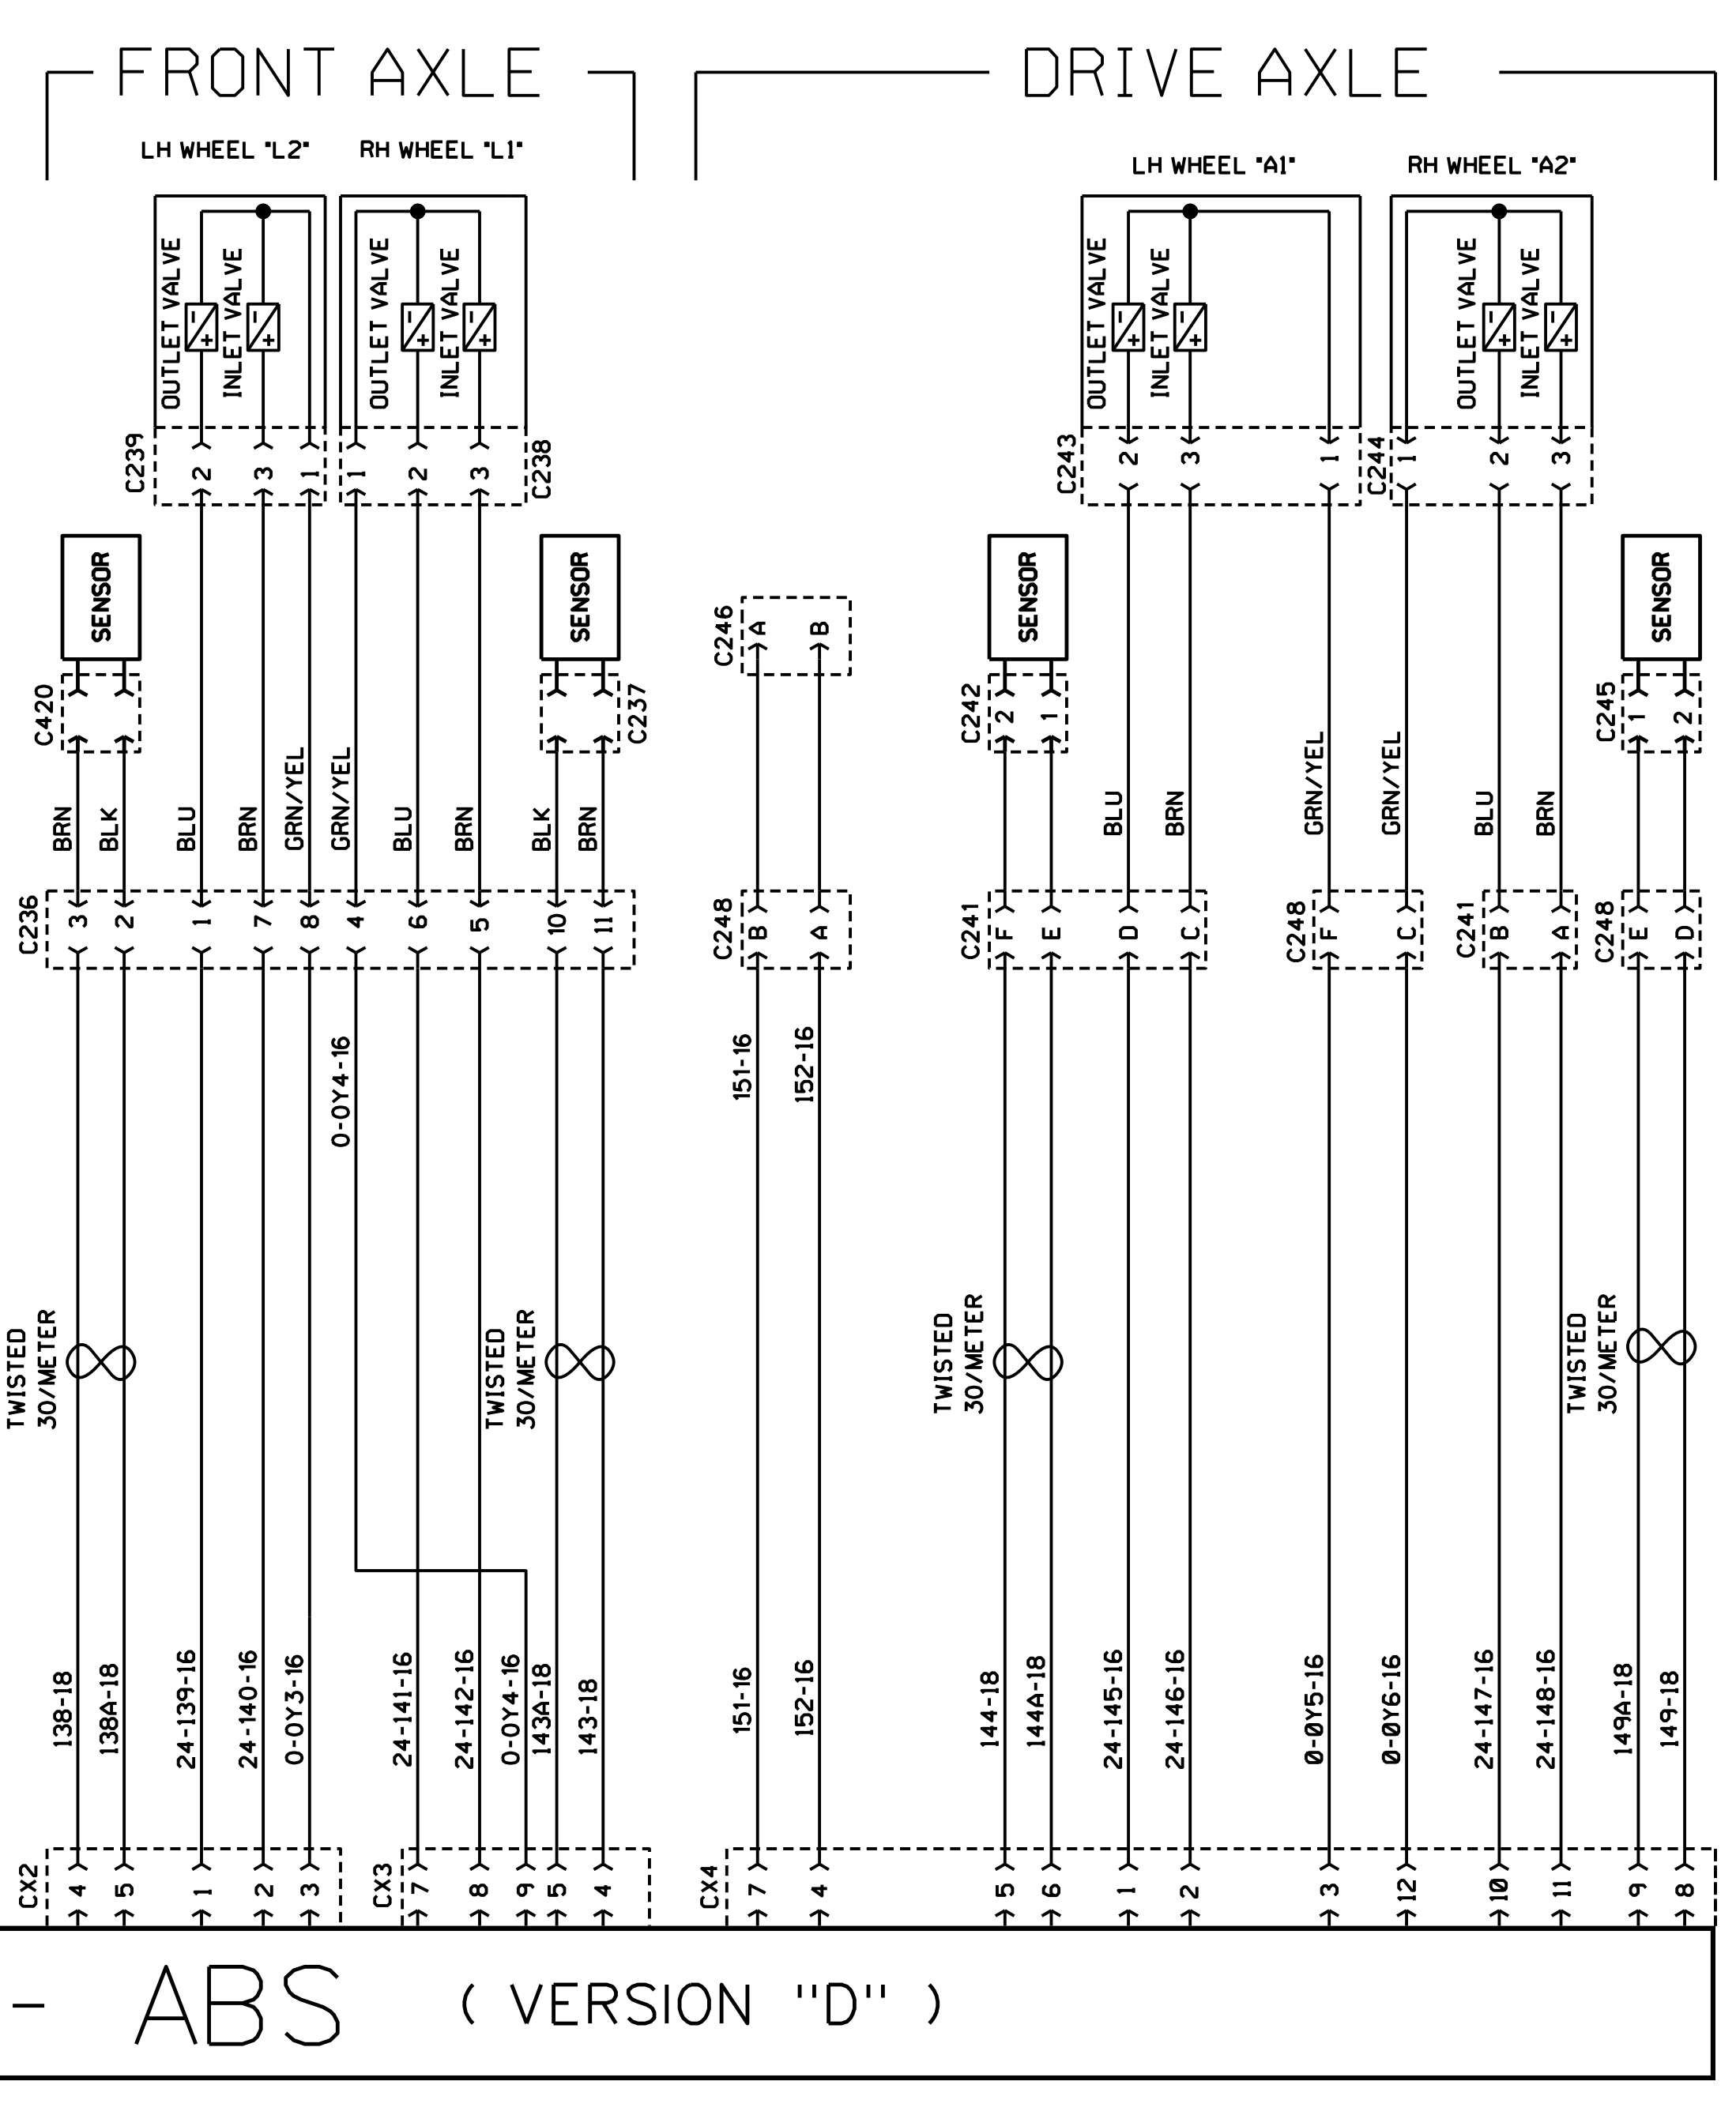 FRONT AXLE
DRIVE AXLE
LH WHEEL "L2"
RH WHEEL "L1"
LH WHEEL "A1"
RH WHEEL "A2"
OUTLET VALVE
INLET VALVE
OUTLET VALVE
INLET VALVE
OUTLET VALVE
INLET VALVE
OUTLET VALVE
INLET VALVE
- +
- +
- +
- +
- +
- +
- +
- +
C239
2
3
1
1
2
3
C238
C243
2
3
1
C244
1
2
3
SENSOR
SENSOR
SENSOR
SENSOR
C246
A
B
C420
C237
C242
2
1
C245
1
2
BRN
BLK
BLU
BRN
GRN/YEL
GRN/YEL
BLU
BRN
BLK
BRN
BLU
BRN
GRN/YEL
GRN/YEL
BLU
BRN
C236
3
2
1
7
8
4
6
5
10
11
C248
B
A
C241
F
E
D
C
C248
F
C
C241
B
A
C248
E
D
0-0Y4-16
151-16
152-16
TWISTED
30/METER
TWISTED
30/METER
TWISTED
30/METER
TWISTED
30/METER
138-18
138A-18
24-139-16
24-140-16
0-0Y3-16
24-141-16
24-142-16
0-0Y4-16
143A-18
143-18
151-16
152-16
144-18
144A-18
24-145-16
24-146-16
0-0Y5-16
0-0Y6-16
24-147-16
24-148-16
149A-18
149-18
CX2
4
5
1
2
3
CX3
7
8
9
5
4
CX4
7
4
5
6
1
2
3
12
10
11
9
8
- ABS ( VERSION "D" )